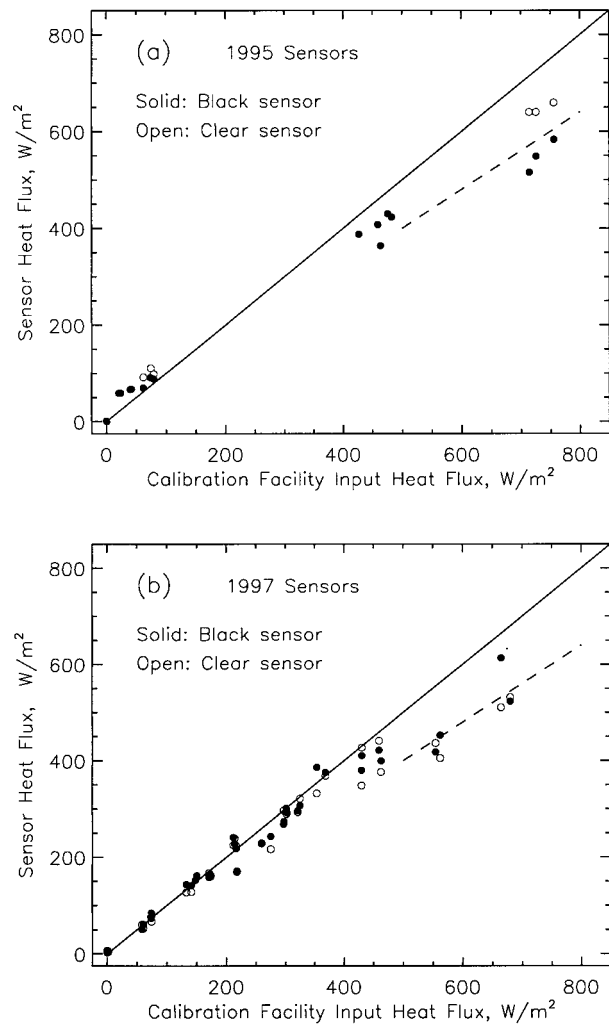 800
600
400
200
0
Sensor Heat Flux, W/m²
(a) 1995 Sensors
Solid: Black sensor
Open: Clear sensor
0 200 400 600 800
Calibration Facility Input Heat Flux, W/m²
800
600
400
200
0
Sensor Heat Flux, W/m²
(b) 1997 Sensors
Solid: Black sensor
Open: Clear sensor
0 200 400 600 800
Calibration Facility Input Heat Flux, W/m²